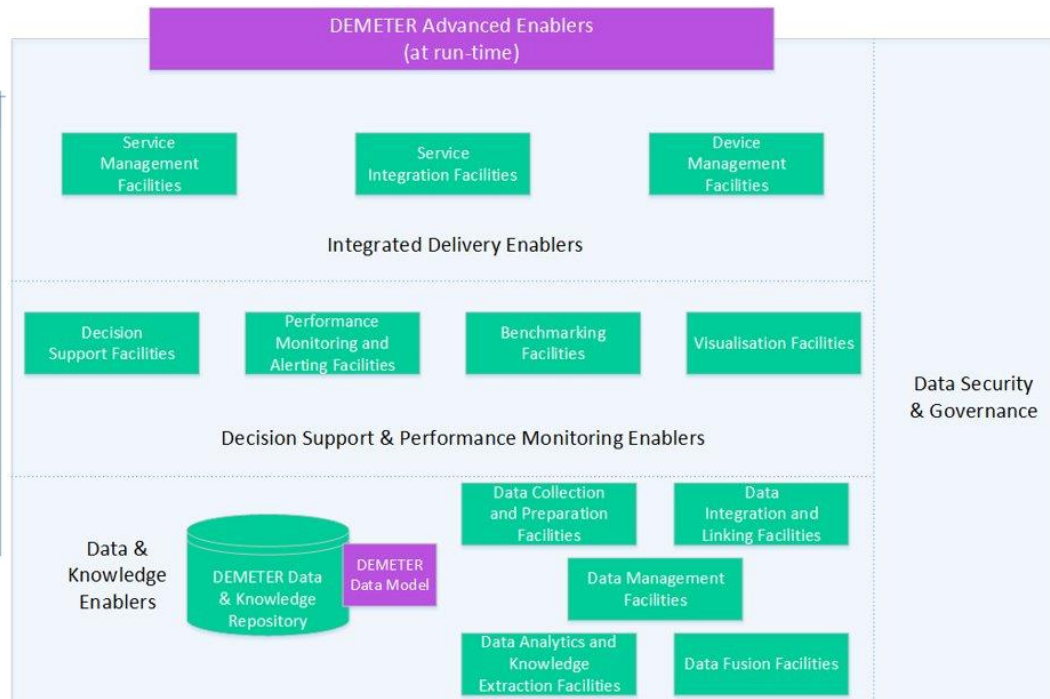 DEMETER Advanced Enablers
(at run-time)
Service
Management
Facilities
Service
Integration Facilities
Device
Management
Facilities
Integrated Delivery Enablers
Decision
Support Facilities
Performance
Monitoring and
Alerting Facilities
Benchmarking
Facilities
Visualisation Facilities
Decision Support & Performance Monitoring Enablers
Data Security
& Governance
Data &
Knowledge
Enablers
DEMETER Data
& Knowledge
Repository
DEMETER
Data Model
Data Collection
and Preparation
Facilities
Data
Integration and
Linking Facilities
Data Management
Facilities
Data Analytics and
Knowledge
Extraction Facilities
Data Fusion Facilities